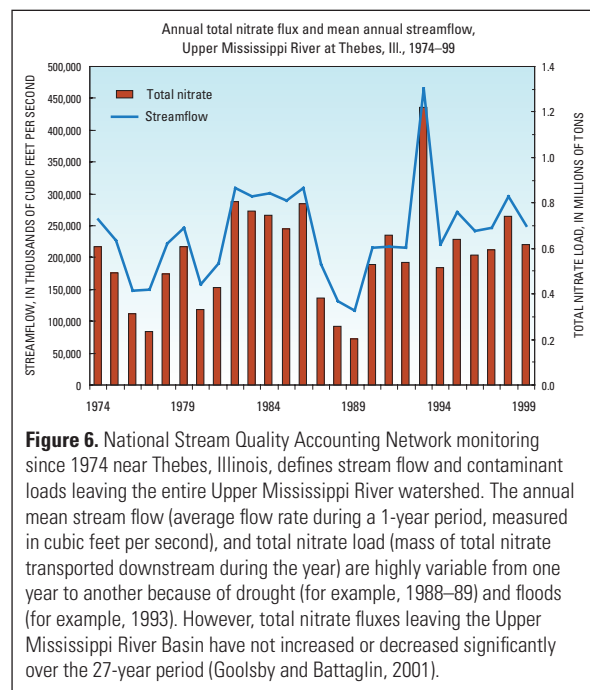 Annual total nitrate flux and mean annual streamflow,
Upper Mississippi River at Thebes, Ill., 1974–99
STREAMFLOW, IN THOUSANDS OF CUBIC FEET PER SECOND
500,000
450,000
400,000
350,000
300,000
250,000
200,000
150,000
100,000
50,000
0
Total nitrate
Streamflow
1.4
1.2
1.0
0.8
0.6
0.4
0.2
0.0
TOTAL NITRATE LOAD, IN MILLIONS OF TONS
1974 1979 1984 1989 1994 1999
Figure 6. National Stream Quality Accounting Network monitoring
since 1974 near Thebes, Illinois, defines stream flow and contaminant
loads leaving the entire Upper Mississippi River watershed. The annual
mean stream flow (average flow rate during a 1-year period, measured
in cubic feet per second), and total nitrate load (mass of total nitrate
transported downstream during the year) are highly variable from one
year to another because of drought (for example, 1988–89) and floods
(for example, 1993). However, total nitrate fluxes leaving the Upper
Mississippi River Basin have not increased or decreased significantly
over the 27-year period (Goolsby and Battaglin, 2001).